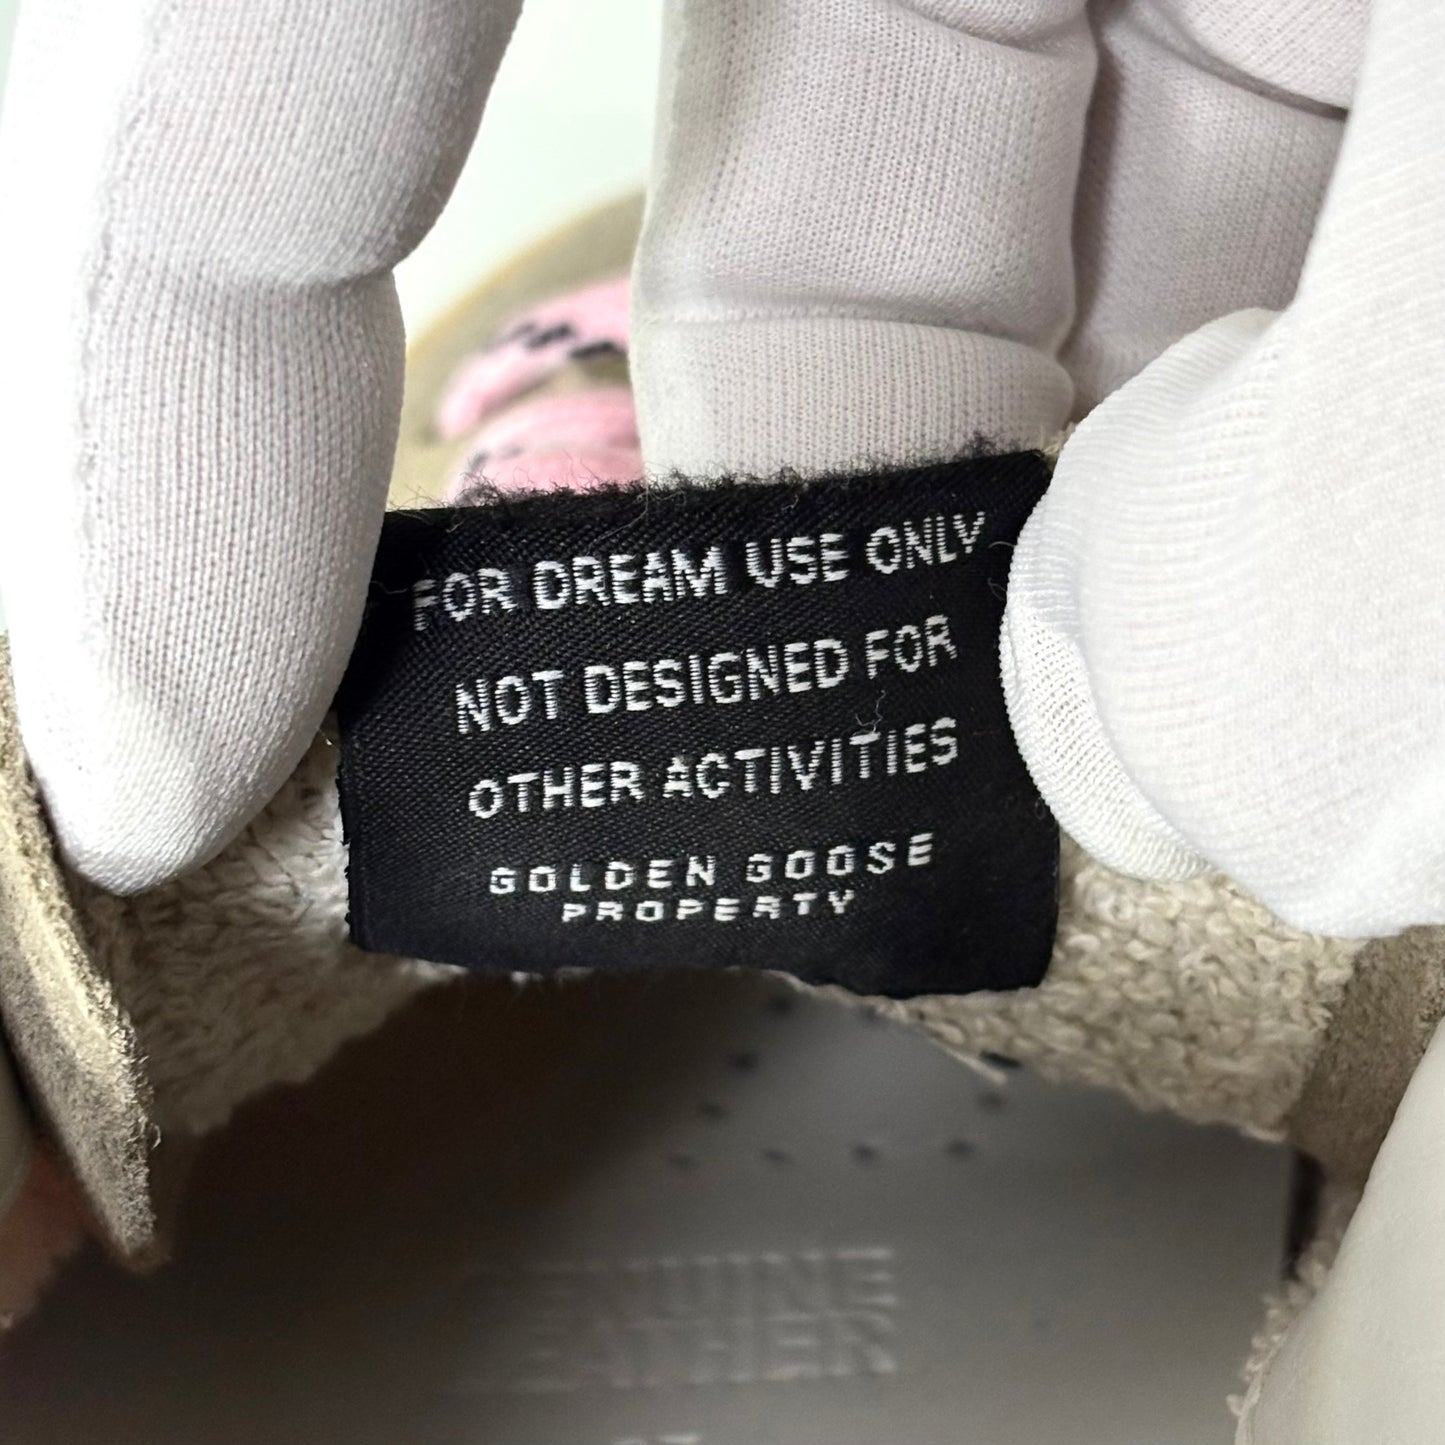 FOR DREAM USE ONLY
NOT DESIGNED FOR
OTHER ACTIVITIES
GOLDEN GOOSE
PROPERTY